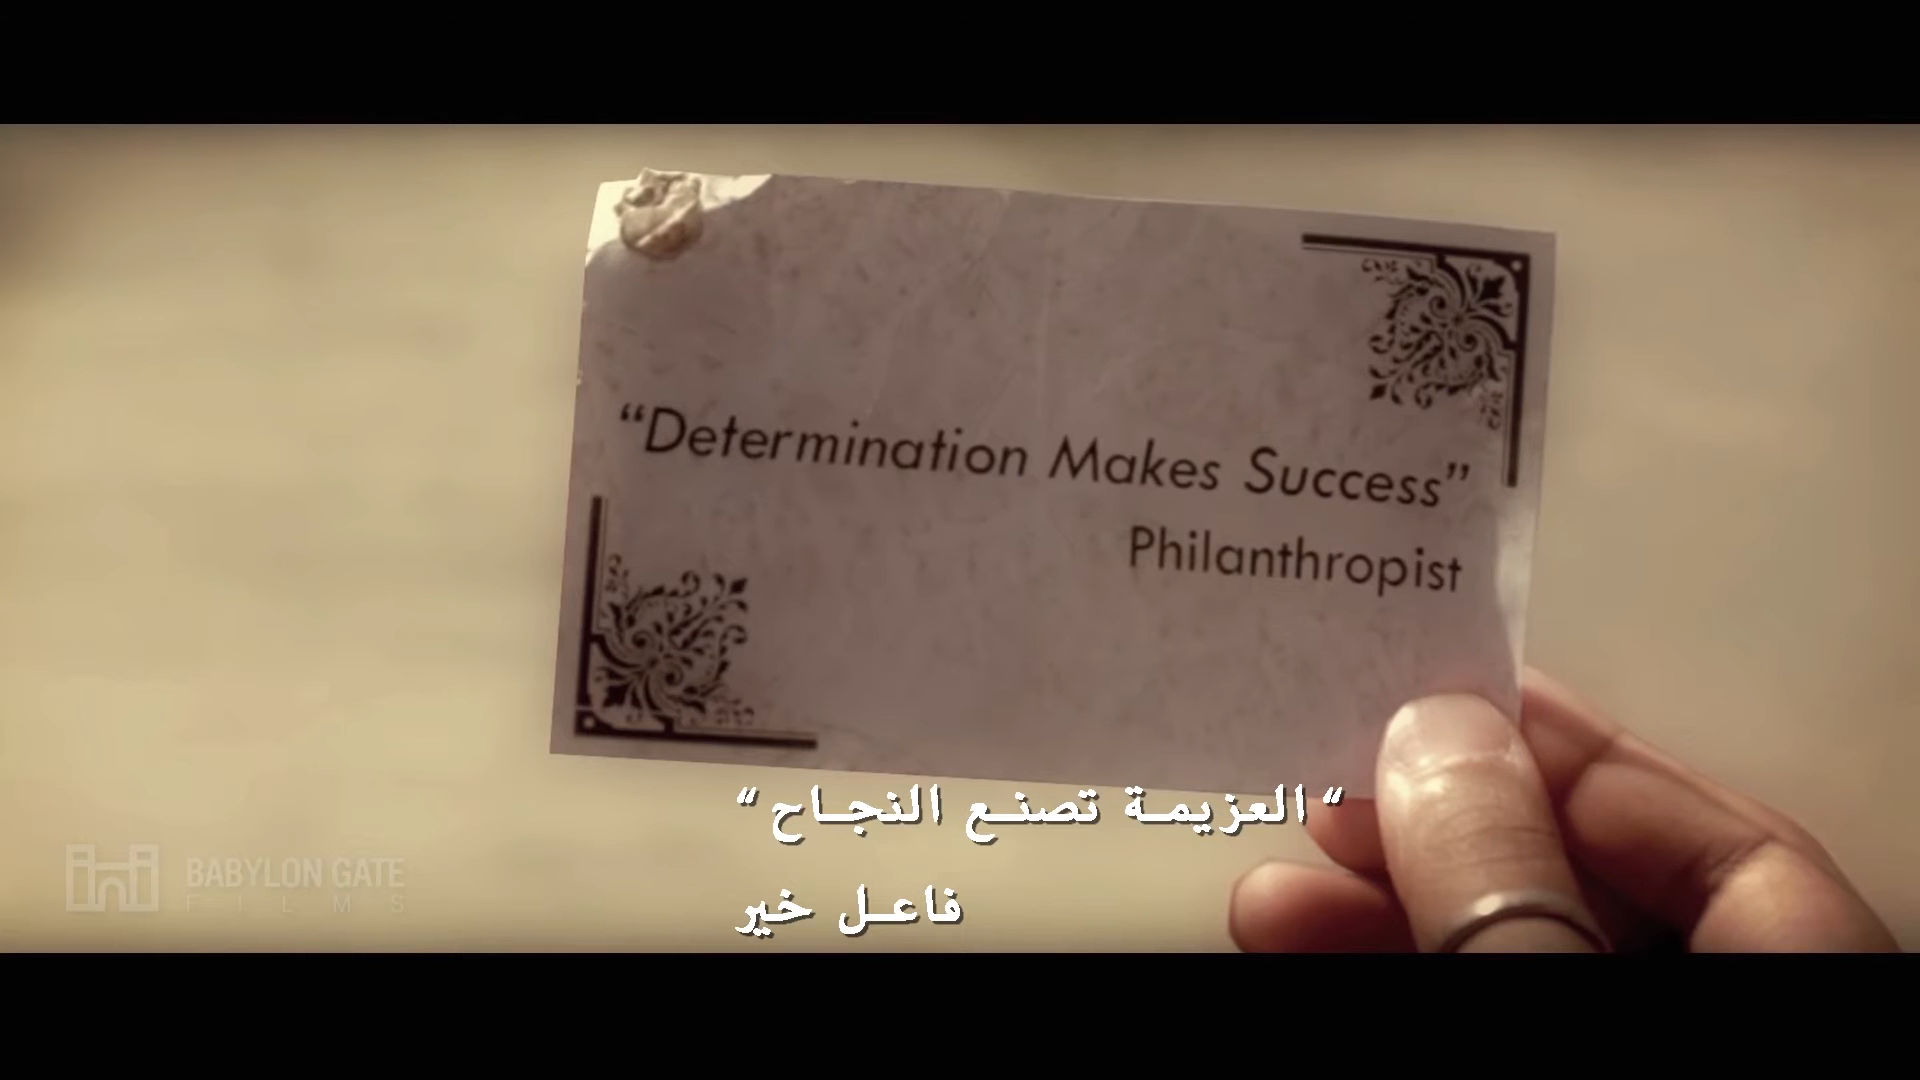 “Determination Makes Success”
Philanthropist
“العزيمة تصنع النجاح“
فاعل خير
BABYLON GATE
FILMS